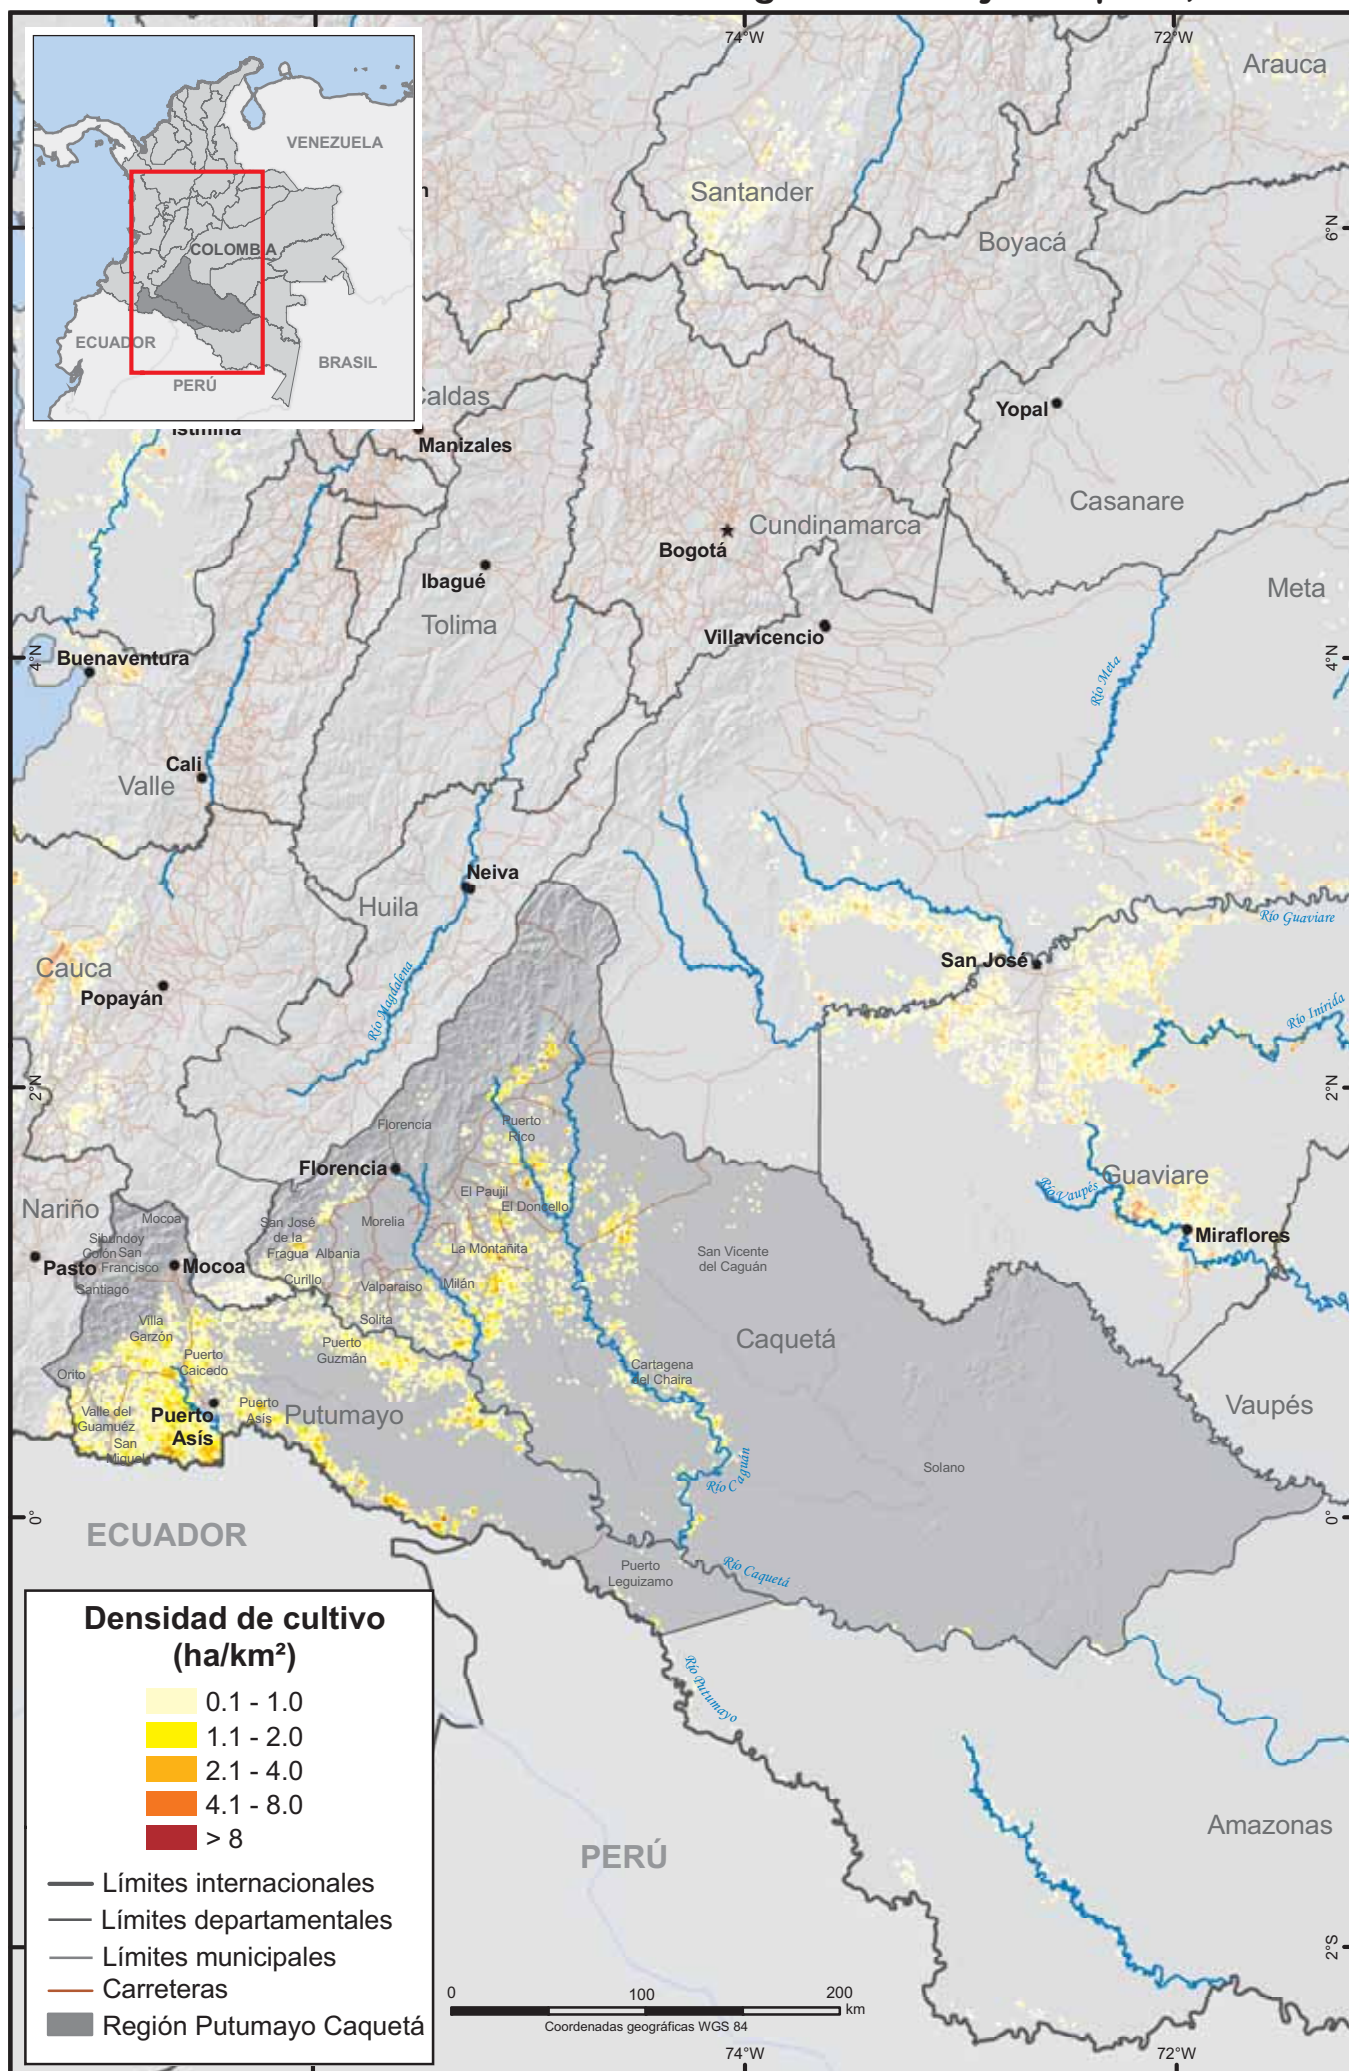 74°W
72°W
Arauca
VENEZUELA
COLOMBIA
ECUADOR
BRASIL
PERÚ
Santander
Boyacá
6°N
Caldas
Manizales
Yopal
Casanare
Cundinamarca
Bogotá
Ibagué
Tolima
Meta
Villavicencio
Buenaventura
4°N
4°N
Río Meta
Cali
Valle
Neiva
Huila
Río Guaviare
San José
Cauca
Popayán
Río Magdalena
Río Inírida
2°N
2°N
Florencia
Puerto
Rico
Florencia
Guaviare
Río Vaupés
El Paujil
El Doncello
Nariño
Mocoa
San José
de la
Fragua
Morelia
Miraflores
Sibundoy
Colón
San
Francisco
Albania
La Montañita
San Vicente
del Caguán
Pasto
Mocoa
Santiago
Curillo
Valparaiso
Milán
Villa
Garzón
Solita
Puerto
Guzmán
Caquetá
Puerto
Caicedo
Orito
Cartagena
del Chaira
Valle del
Guamuéz
Puerto
Asís
Puerto
Asís
Putumayo
Vaupés
San
Miguel
Río Caguán
Solano
0°
0°
ECUADOR
Puerto
Leguizamo
Río Caquetá
Río Putumayo
Densidad de cultivo
(ha/km²)
0.1 - 1.0
1.1 - 2.0
2.1 - 4.0
4.1 - 8.0
> 8
Límites internacionales
Límites departamentales
Límites municipales
Carreteras
Región Putumayo Caquetá
PERÚ
Amazonas
2°S
0 100 200
km
Coordenadas geográficas WGS 84
74°W
72°W